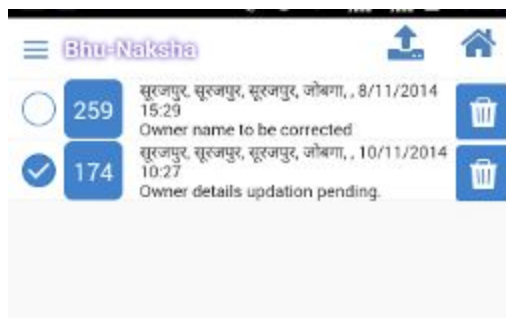 Bhu-Naksha
259
सूरजपुर, सूरजपुर, सूरजपुर, जोबगा, , 8/11/2014
15:29
Owner name to be corrected
174
सूरजपुर, सूरजपुर, सूरजपुर, जोबगा, , 10/11/2014
10:27
Owner details updation pending.